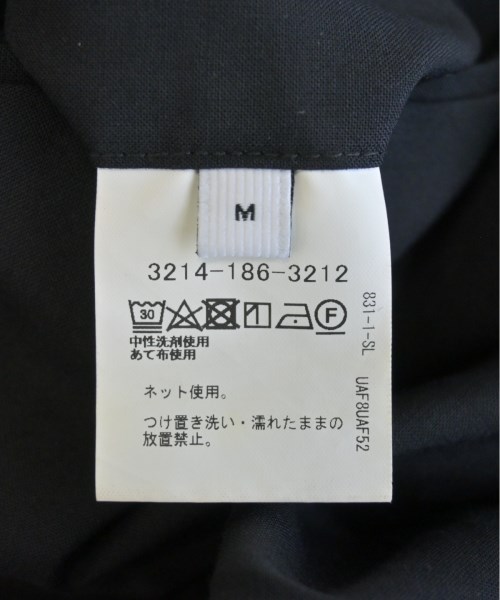 M
3214-186-3212
30
F
中性洗剤使用
あて布使用
ネット使用。
つけ置き洗い・濡れたままの
放置禁止。
831-1-SL UAF8UAF52